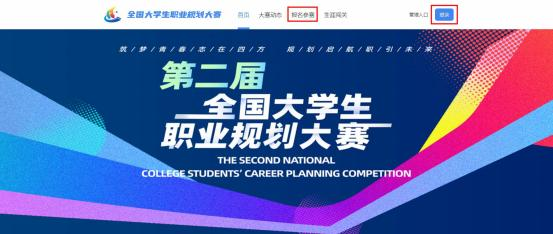 全国大学生职业规划大赛
首页 大赛动态 报名参赛 生涯闯关 管理入口 登录
筑/梦/青/春/志/在/四/方 规/划/启/航/职/引/未/来
第二届
全国大学生
职业规划大赛
THE SECOND NATIONAL
COLLEGE STUDENTS' CAREER PLANNING COMPETITION